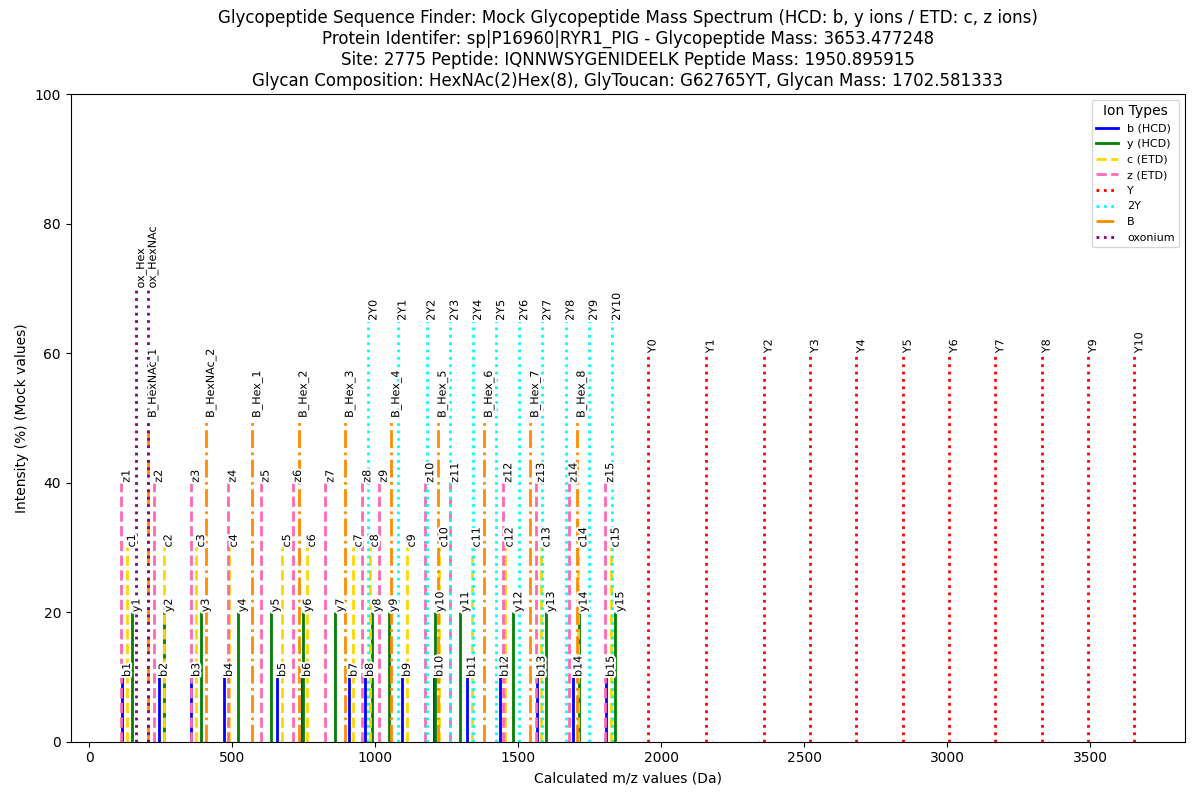 Glycopeptide Sequence Finder: Mock Glycopeptide Mass Spectrum (HCD: b, y ions / ETD: c, z ions)
Protein Identifer: sp|P16960|RYR1_PIG - Glycopeptide Mass: 3653.477248
Site: 2775 Peptide: IQNNWSYGENIDEELK Peptide Mass: 1950.895915
Glycan Composition: HexNAc(2)Hex(8), GlyToucan: G62765YT, Glycan Mass: 1702.581333
Intensity (%) (Mock values)
100
80
60
40
20
0
Ion Types
b (HCD)
y (HCD)
c (ETD)
z (ETD)
Y
2Y
B
oxonium
ox_Hex
ox_HexNAc
2Y0
2Y1
2Y2
2Y3
2Y4
2Y5
2Y6
2Y7
2Y8
2Y9
2Y10
Y0
Y1
Y2
Y3
Y4
Y5
Y6
Y7
Y8
Y9
Y10
B_HexNAc_1
B_HexNAc_2
B_Hex_1
B_Hex_2
B_Hex_3
B_Hex_4
B_Hex_5
B_Hex_6
B_Hex_7
B_Hex_8
z1
z2
z3
z4
z5
z6
z7
z8
z9
z10
z11
z12
z13
z14
z15
c1
c2
c3
c4
c5
c6
c7
c8
c9
c10
c11
c12
c13
c14
c15
y1
y2
y3
y4
y5
y6
y7
y8
y9
y10
y11
y12
y13
y14
y15
b1
b2
b3
b4
b5
b6
b7
b8
b9
b10
b11
b12
b13
b14
b15
0
500
1000
1500
2000
2500
3000
3500
Calculated m/z values (Da)